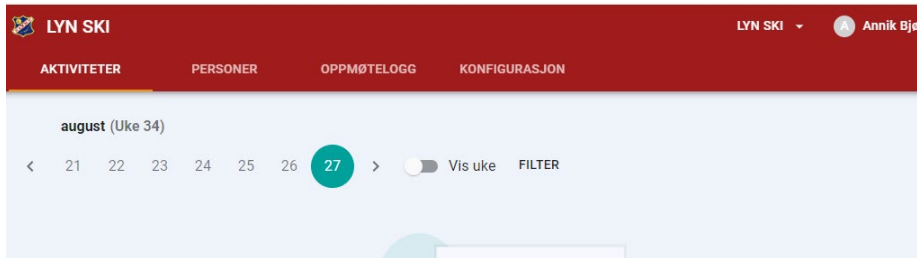 LYN SKI
LYN SKI
A
Annik
AKTIVITETER PERSONER OPPMØTELOGG KONFIGURASJON
august (Uke 34)
< 21 22 23 24 25 26 27 > Vis uke FILTER